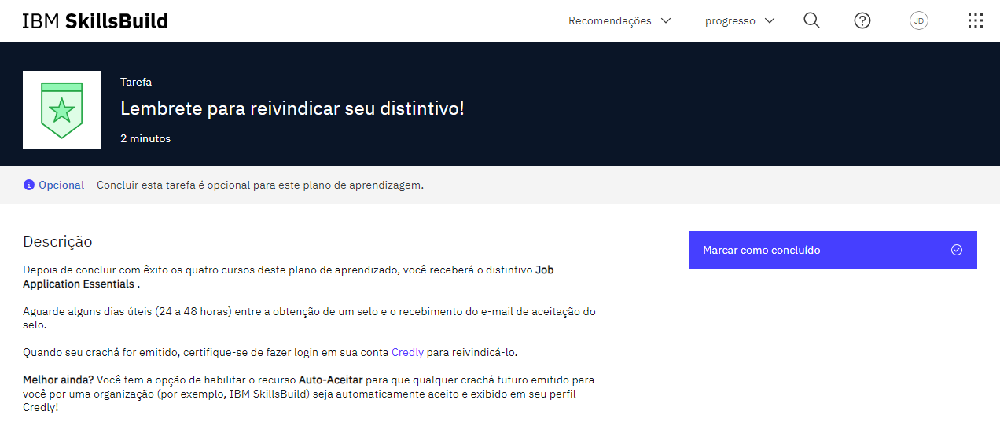 IBM SkillsBuild
Recomendações
progresso
JD
Tarefa
Lembrete para reivindicar seu distintivo!
2 minutos
Opcional Concluir esta tarefa é opcional para este plano de aprendizagem.
Descrição
Depois de concluir com êxito os quatro cursos deste plano de aprendizado, você receberá o distintivo Job
Application Essentials .
Aguarde alguns dias úteis (24 a 48 horas) entre a obtenção de um selo e o recebimento do e-mail de aceitação do
selo.
Quando seu crachá for emitido, certifique-se de fazer login em sua conta Credly para reivindicá-lo.
Melhor ainda? Você tem a opção de habilitar o recurso Auto-Aceitar para que qualquer crachá futuro emitido para
você por uma organização (por exemplo, IBM SkillsBuild) seja automaticamente aceito e exibido em seu perfil
Credly!
Marcar como concluído